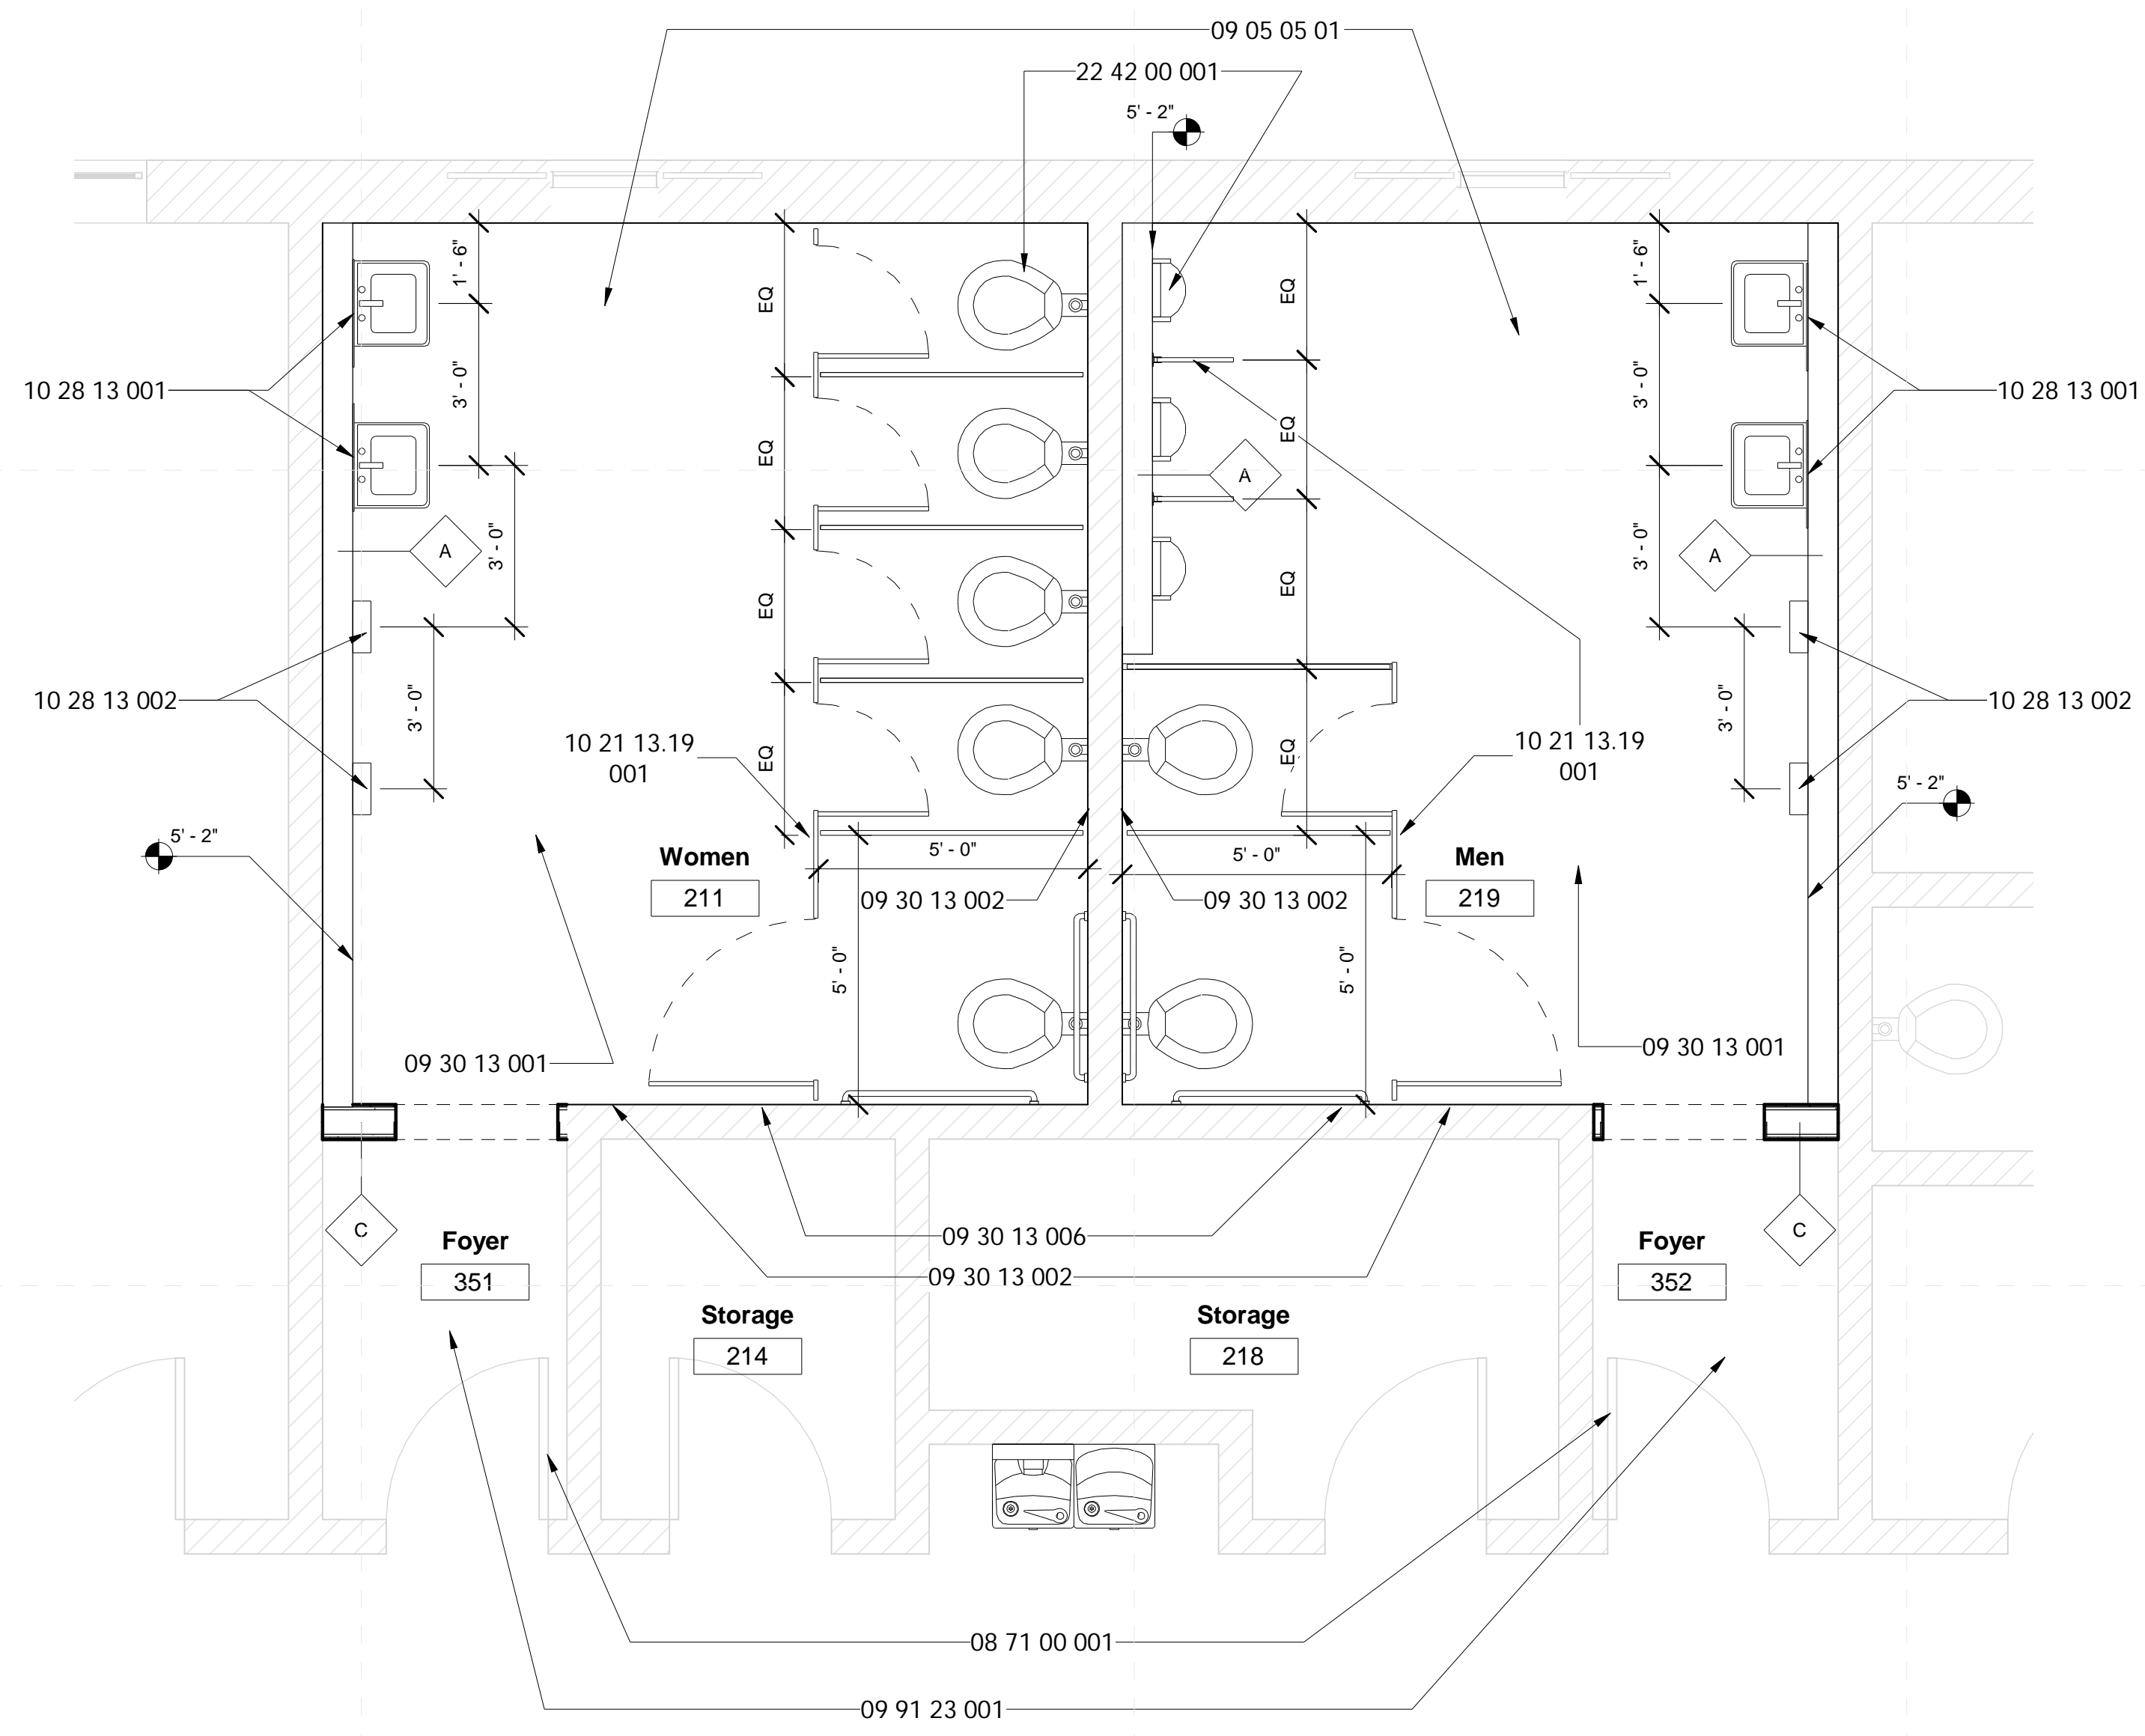 09 05 05 01
22 42 00 001
5' - 2"
1' - 6"
EQ
EQ
1' - 6"
3' - 0"
3' - 0"
10 28 13 001
10 28 13 001
EQ
EQ
A
A
A
3' - 0"
3' - 0"
EQ
EQ
10 28 13 002
3' - 0"
3' - 0"
10 28 13 002
10 21 13.19
001
EQ
EQ
10 21 13.19
001
5' - 2"
5' - 2"
Women
211
5' - 0"
5' - 0"
Men
219
09 30 13 002
09 30 13 002
5' - 0"
5' - 0"
09 30 13 001
09 30 13 001
C
C
Foyer
351
09 30 13 006
09 30 13 002
Foyer
352
Storage
214
Storage
218
08 71 00 001
09 91 23 001